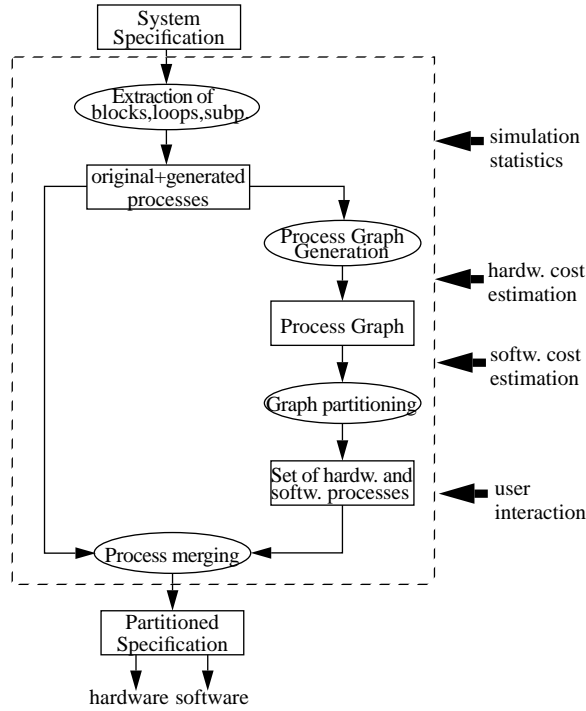 System
Specification
Extraction of
blocks,loops,subp.
simulation
statistics
original+generated
processes
Process Graph
Generation
hardw. cost
estimation
Process Graph
softw. cost
estimation
Graph partitioning
Set of hardw. and
softw. processes
user
interaction
Process merging
Partitioned
Specification
hardware software